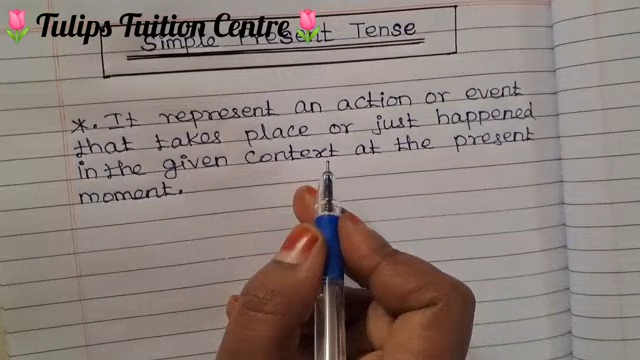 🌷Tulips Tuition Centre🌷
Simple Present Tense
*. It represent an action or event
that takes place or just happened
in the given context at the present
moment.